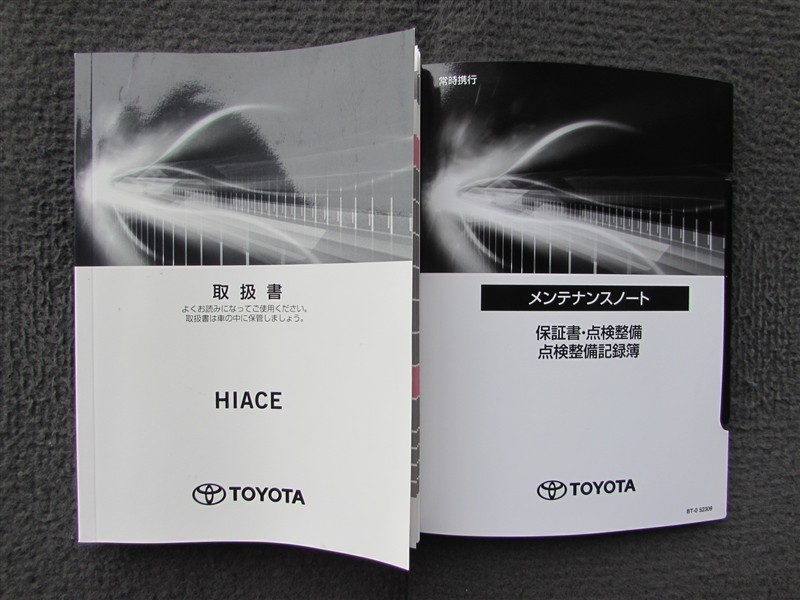 取扱書
よくお読みになってご使用ください。
取扱書は車の中に保管しましょう。
HIACE
TOYOTA
常時携行
メンテナンスノート
保証書・点検整備
点検整備記録簿
TOYOTA
BT-0 52309